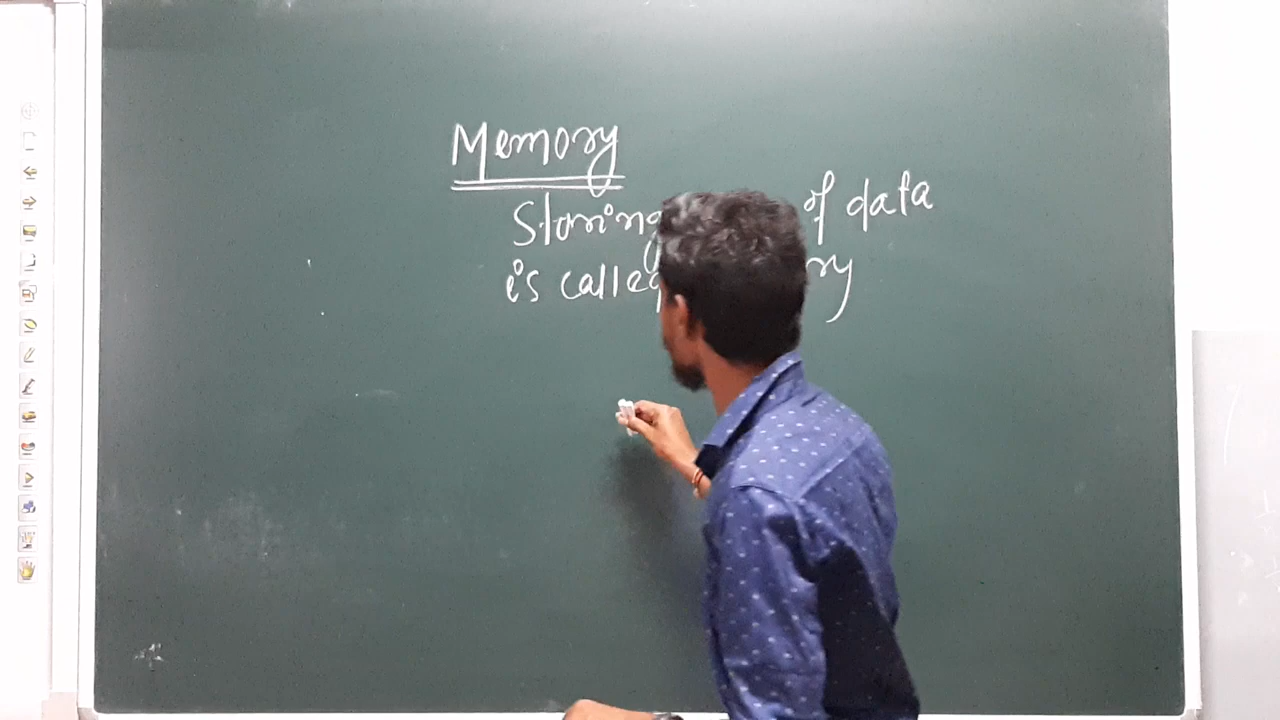 Memory
Storing of data
is called